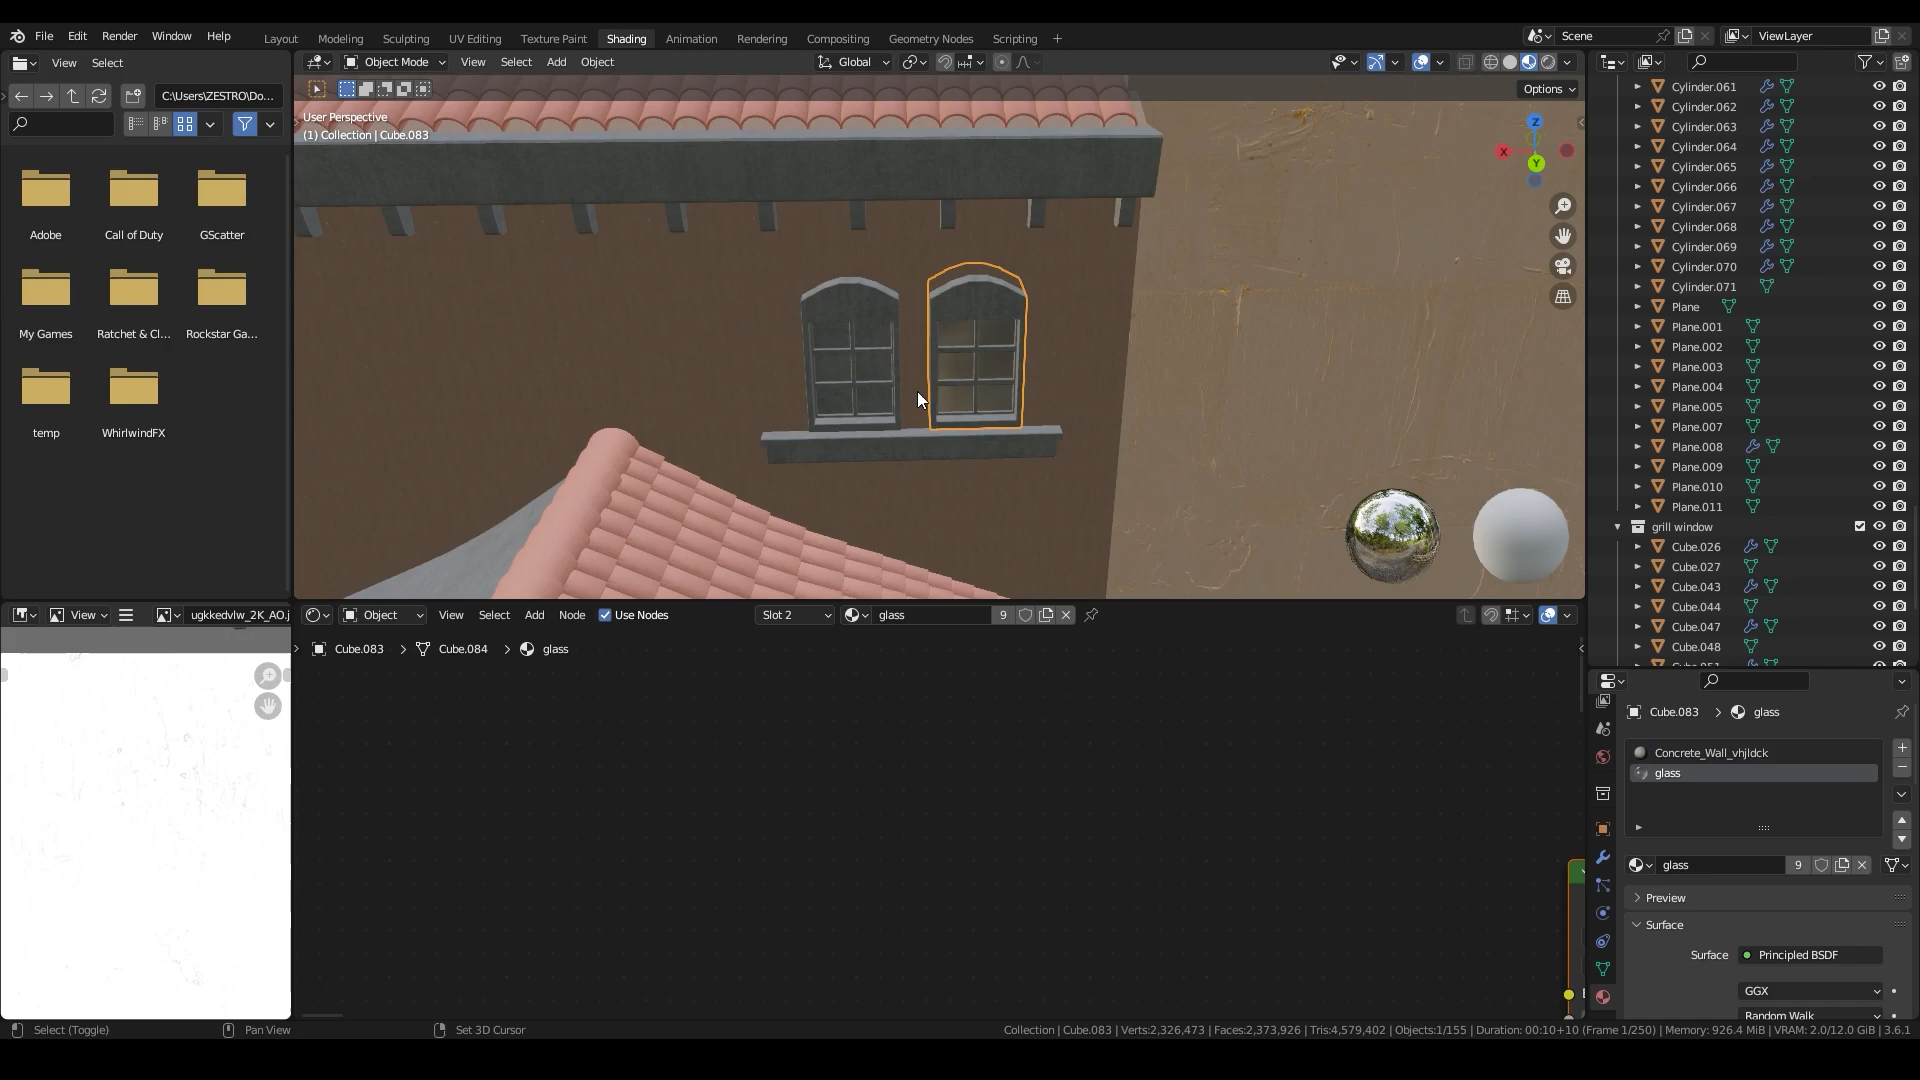 File Edit Render Window Help
Layout Modeling Sculpting UV Editing Texture Paint Shading Animation Rendering Compositing Geometry Nodes Scripting +
Scene
ViewLayer
View Select
Object Mode View Select Add Object
Global
C:\Users\ZESTRO\Do...
Options
User Perspective
(1) Collection | Cube.083
Z
X
Y
Adobe
Call of Duty
GScatter
My Games
Ratchet & Cl...
Rockstar Ga...
temp
WhirlwindFX
Cylinder.061
Cylinder.062
Cylinder.063
Cylinder.064
Cylinder.065
Cylinder.066
Cylinder.067
Cylinder.068
Cylinder.069
Cylinder.070
Cylinder.071
Plane
Plane.001
Plane.002
Plane.003
Plane.004
Plane.005
Plane.007
Plane.008
Plane.009
Plane.010
Plane.011
grill window
Cube.026
Cube.027
Cube.043
Cube.044
Cube.047
Cube.048
View
ugkkedvlw_2K_AO.j
Object View Select Add Node Use Nodes
Slot 2
glass
9
Cube.083 > Cube.084 > glass
Cube.083 > glass
Concrete_Wall_vhjldck
glass
glass
9
Preview
Surface
Surface
Principled BSDF
GGX
Random Walk
Select (Toggle)
Pan View
Set 3D Cursor
Collection | Cube.083 | Verts:2,326,473 | Faces:2,373,926 | Tris:4,579,402 | Objects:1/155 | Duration: 00:10+10 (Frame 1/250) | Memory: 926.4 MiB | VRAM: 2.0/12.0 GiB | 3.6.1